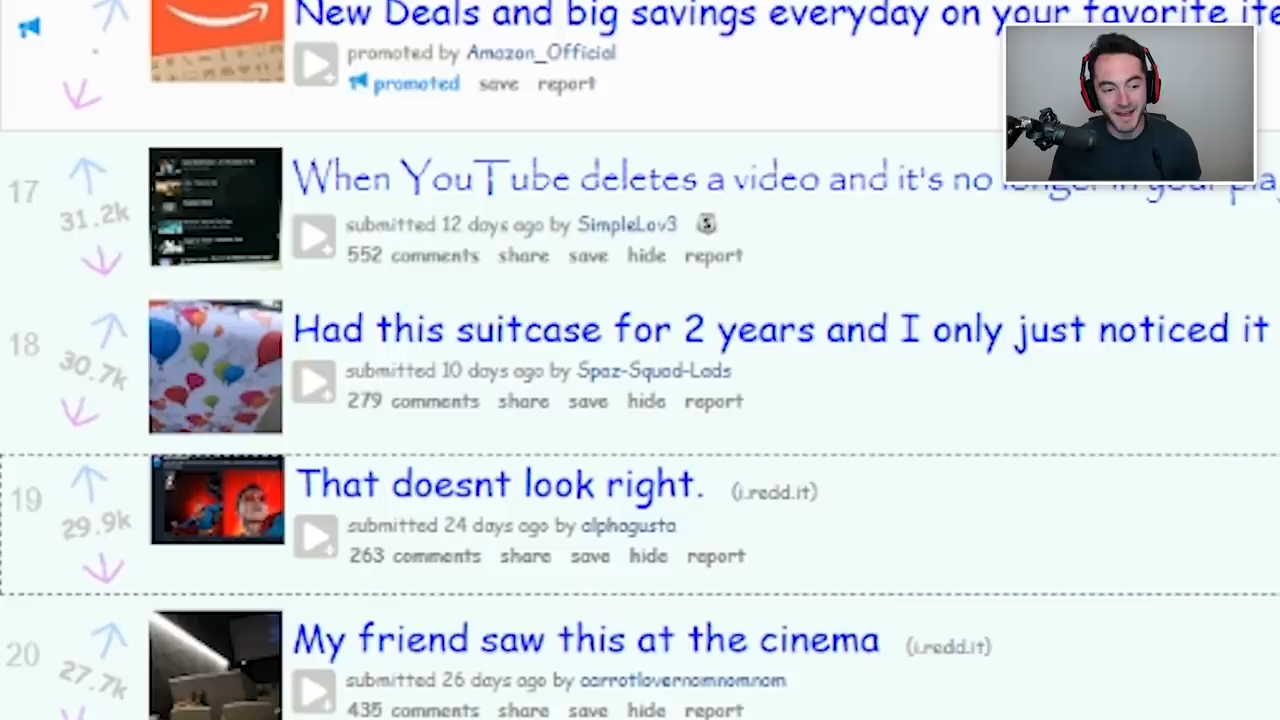 New Deals and big savings everyday on your favorite ite
promoted by Amazon_Official
promoted save report
17
31.2k
When YouTube deletes a video and it's no longer in your pla
submitted 12 days ago by SimpleLov3
552 comments share save hide report
18
30.7k
Had this suitcase for 2 years and I only just noticed it
submitted 10 days ago by Spaz-Squad-Lads
279 comments share save hide report
19
29.9k
That doesnt look right. (i.redd.it)
submitted 24 days ago by alphagusta
263 comments share save hide report
20
27.7k
My friend saw this at the cinema (i.redd.it)
submitted 26 days ago by carrotlovernomnomnom
435 comments share save hide report